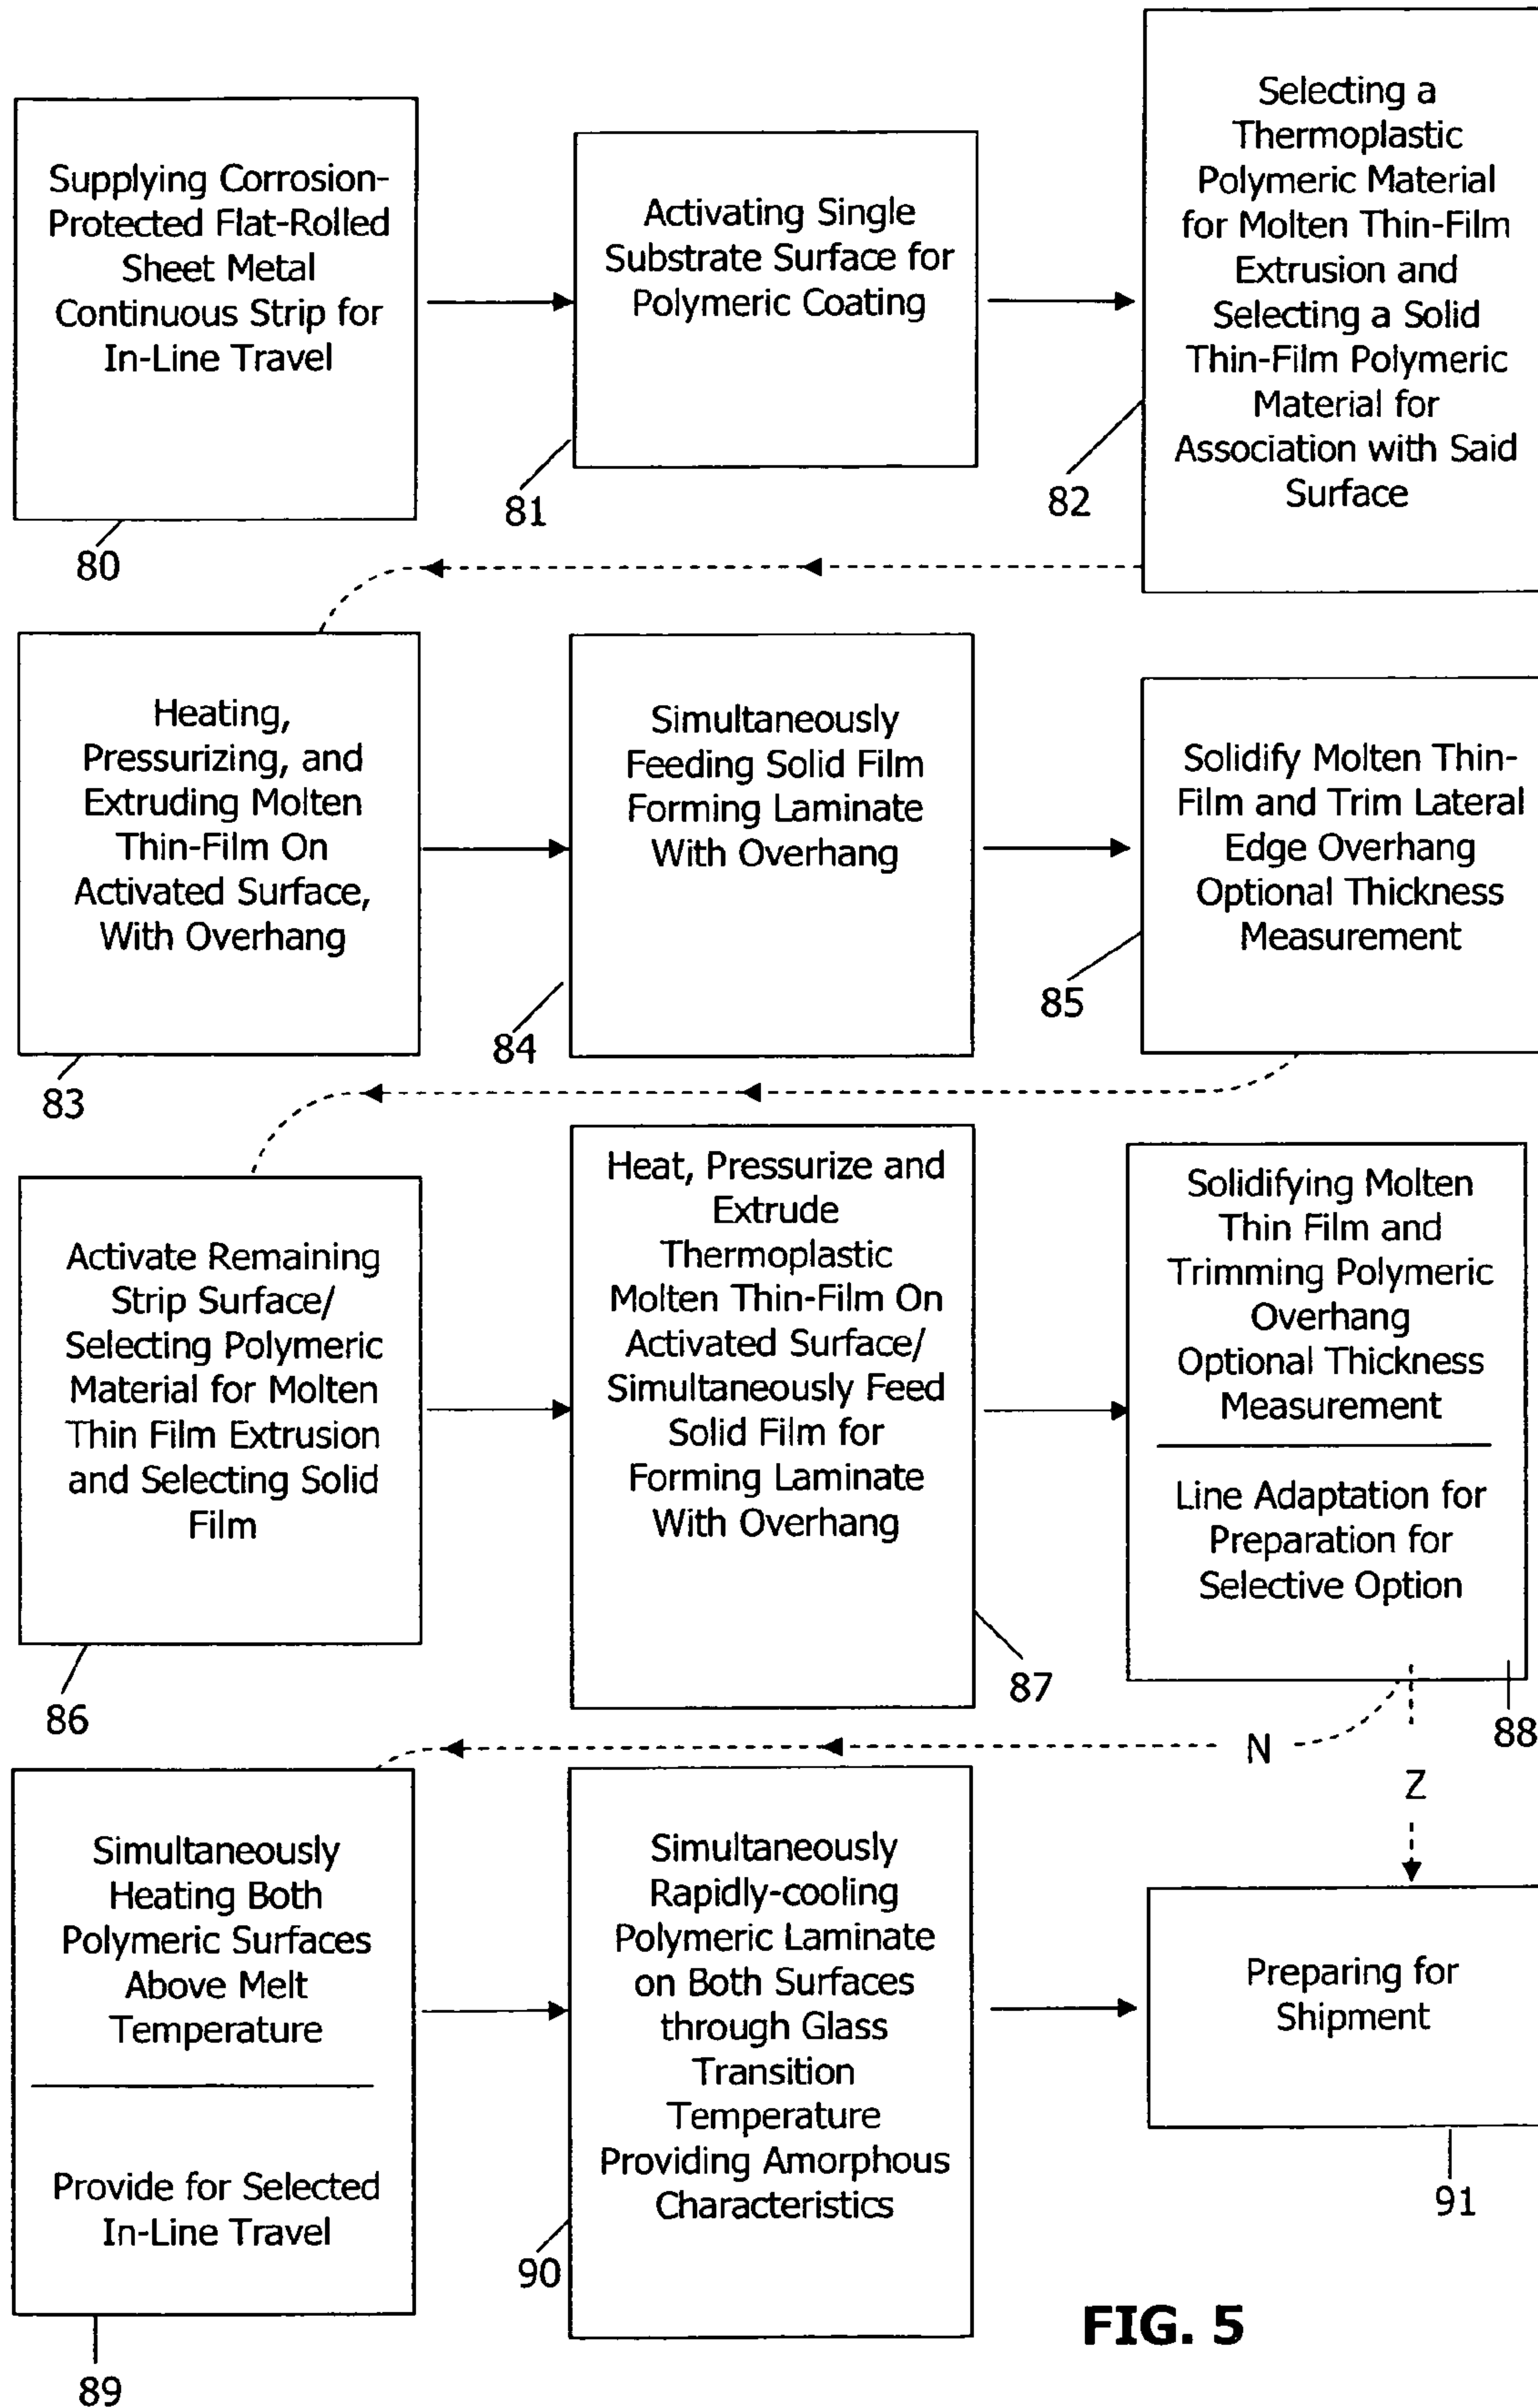 Supplying Corrosion-
Protected Flat-Rolled
Sheet Metal
Continuous Strip for
In-Line Travel
80
Activating Single
Substrate Surface for
Polymeric Coating
81
Selecting a
Thermoplastic
Polymeric Material
for Molten Thin-Film
Extrusion and
Selecting a Solid
Thin-Film Polymeric
Material for
Association with Said
Surface
82
Heating,
Pressurizing, and
Extruding Molten
Thin-Film On
Activated Surface,
With Overhang
83
Simultaneously
Feeding Solid Film
Forming Laminate
With Overhang
84
Solidify Molten Thin-
Film and Trim Lateral
Edge Overhang
Optional Thickness
Measurement
85
Activate Remaining
Strip Surface/
Selecting Polymeric
Material for Molten
Thin Film Extrusion
and Selecting Solid
Film
86
Heat, Pressurize and
Extrude
Thermoplastic
Molten Thin-Film On
Activated Surface/
Simultaneously Feed
Solid Film for
Forming Laminate
With Overhang
87
Solidifying Molten
Thin Film and
Trimming Polymeric
Overhang
Optional Thickness
Measurement
Line Adaptation for
Preparation for
Selective Option
88
N
Z
Simultaneously
Heating Both
Polymeric Surfaces
Above Melt
Temperature
Provide for Selected
In-Line Travel
89
Simultaneously
Rapidly-cooling
Polymeric Laminate
on Both Surfaces
through Glass
Transition
Temperature
Providing Amorphous
Characteristics
90
Preparing for
Shipment
91
FIG. 5